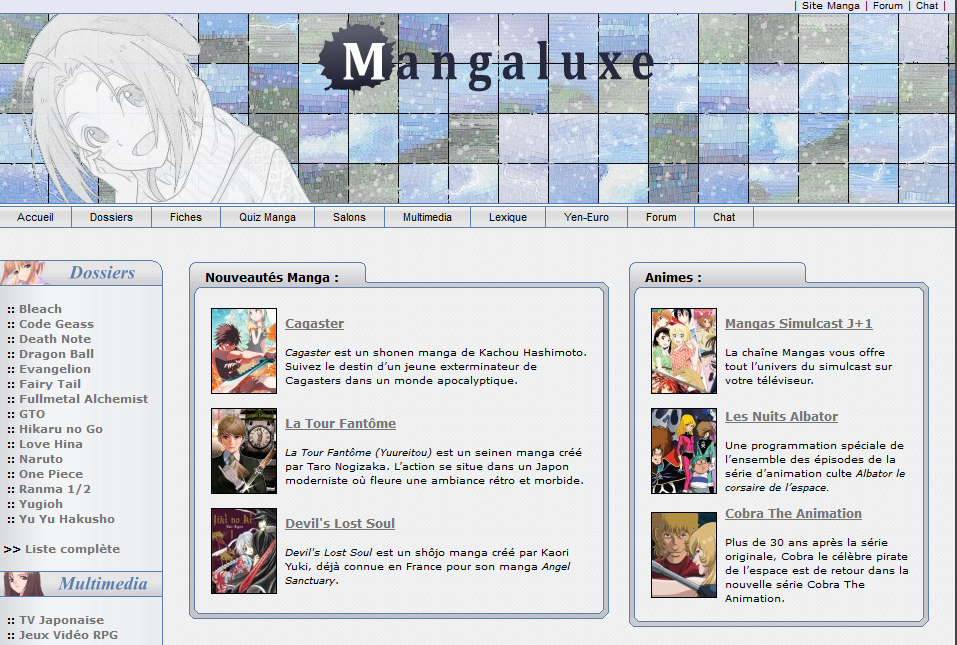 | Site Manga | Forum | Chat |
Mangaluxe
Accueil
Dossiers
Fiches
Quiz Manga
Salons
Multimedia
Lexique
Yen-Euro
Forum
Chat
Dossiers
:: Bleach
:: Code Geass
:: Death Note
:: Dragon Ball
:: Evangelion
:: Fairy Tail
:: Fullmetal Alchemist
:: GTO
:: Hikaru no Go
:: Love Hina
:: Naruto
:: One Piece
:: Ranma 1/2
:: Yugioh
:: Yu Yu Hakusho
>> Liste complète
Multimedia
:: TV Japonaise
:: Jeux Vidéo RPG
Nouveautés Manga :
Cagaster
Cagaster est un shonen manga de Kachou Hashimoto.
Suivez le destin d’un jeune exterminateur de
Cagasters dans un monde apocalyptique.
La Tour Fantôme
La Tour Fantôme (Yuureitou) est un seinen manga créé
par Taro Nogizaka. L’action se situe dans un Japon
moderniste où fleure une ambiance rétro et morbide.
Devil's Lost Soul
Devil's Lost Soul est un shôjo manga créé par Kaori
Yuki, déjà connue en France pour son manga Angel
Sanctuary.
Animes :
Mangas Simulcast J+1
La chaîne Mangas vous offre
tout l’univers du simulcast sur
votre téléviseur.
Les Nuits Albator
Une programmation spéciale de
l’ensemble des épisodes de la
série d’animation culte Albator le
corsaire de l’espace.
Cobra The Animation
Plus de 30 ans après la série
originale, Cobra le célèbre pirate
de l’espace est de retour dans la
nouvelle série Cobra The
Animation.